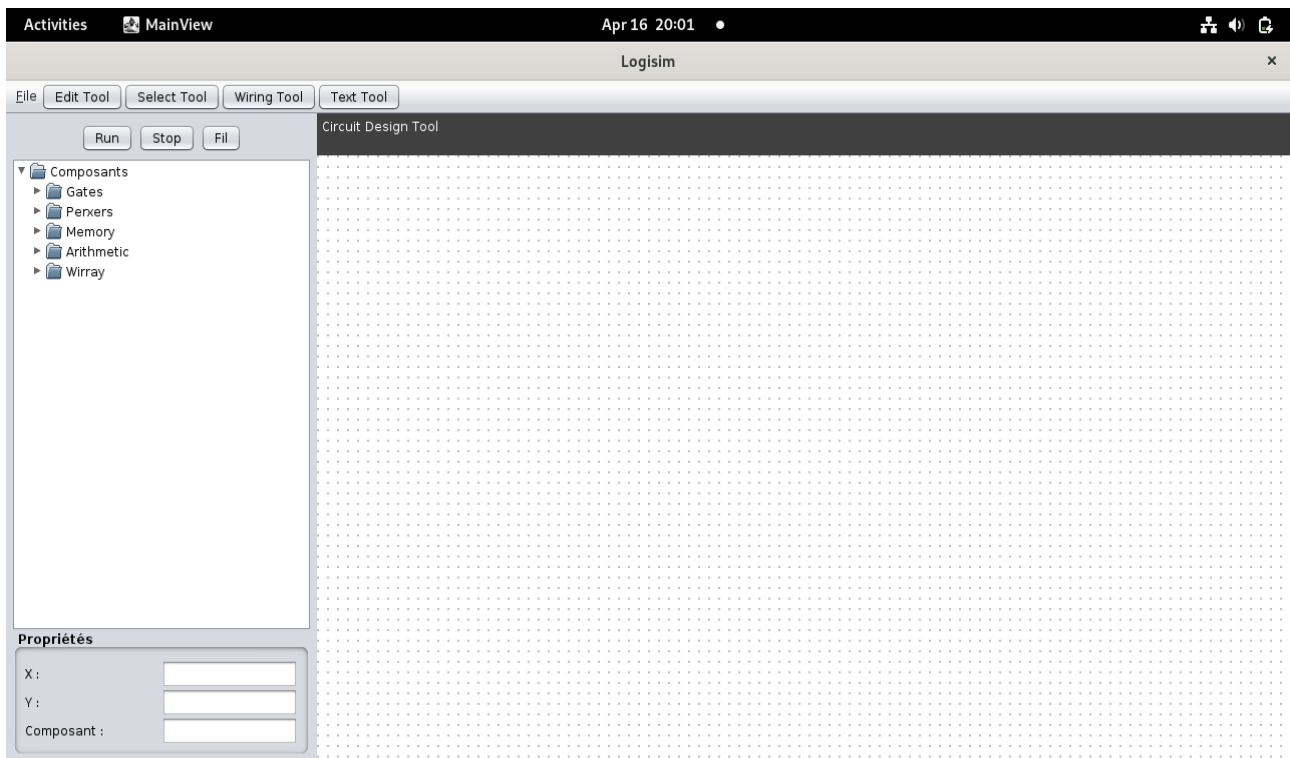 Activities MainView Apr 16 20:01
Logisim
File Edit Tool Select Tool Wiring Tool Text Tool
Run Stop Fil
Circuit Design Tool
Composants
Gates
Perxers
Memory
Arithmetic
Wirray
Propriétés
X :
Y :
Composant :